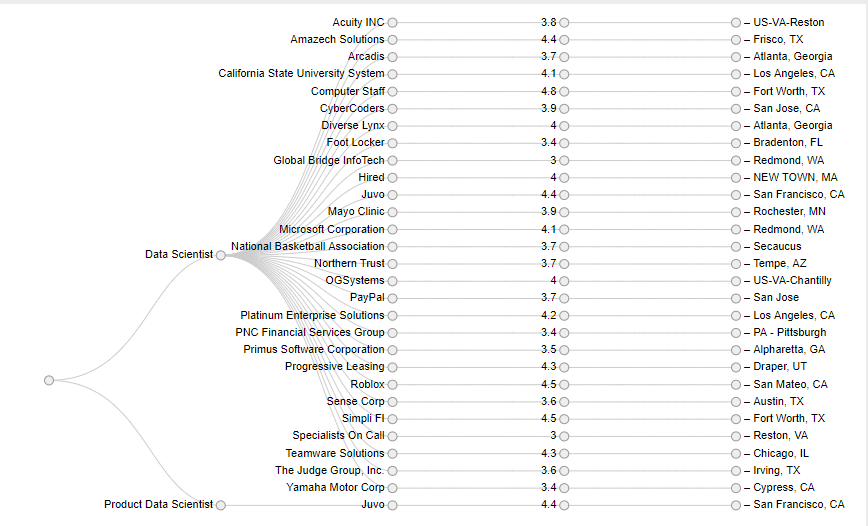 Acuity INC 3.8 – US-VA-Reston
Amazech Solutions 4.4 – Frisco, TX
Arcadis 3.7 – Atlanta, Georgia
California State University System 4.1 – Los Angeles, CA
Computer Staff 4.8 – Fort Worth, TX
CyberCoders 3.9 – San Jose, CA
Diverse Lynx 4 – Atlanta, Georgia
Foot Locker 3.4 – Bradenton, FL
Global Bridge InfoTech 3 – Redmond, WA
Hired 4 – NEW TOWN, MA
Juvo 4.4 – San Francisco, CA
Mayo Clinic 3.9 – Rochester, MN
Microsoft Corporation 4.1 – Redmond, WA
National Basketball Association 3.7 – Secaucus
Data Scientist
Northern Trust 3.7 – Tempe, AZ
OGSystems 4 – US-VA-Chantilly
PayPal 3.7 – San Jose
Platinum Enterprise Solutions 4.2 – Los Angeles, CA
PNC Financial Services Group 3.4 – PA - Pittsburgh
Primus Software Corporation 3.5 – Alpharetta, GA
Progressive Leasing 4.3 – Draper, UT
Roblox 4.5 – San Mateo, CA
Sense Corp 3.6 – Austin, TX
Simpli Fi 4.5 – Fort Worth, TX
Specialists On Call 3 – Reston, VA
Teamware Solutions 4.3 – Chicago, IL
The Judge Group, Inc. 3.6 – Irving, TX
Yamaha Motor Corp 3.4 – Cypress, CA
Product Data Scientist Juvo 4.4 – San Francisco, CA